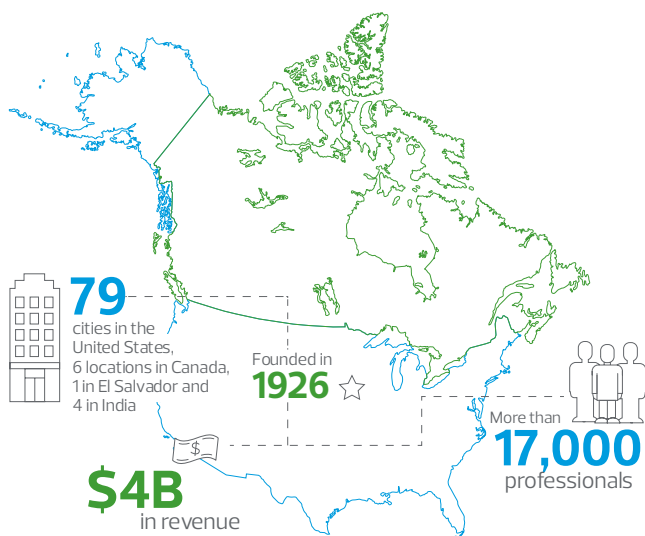 79
cities in the
United States,
6 locations in Canada,
1 in El Salvador and
4 in India
Founded in
1926
$
$4B
in revenue
More than
17,000
professionals